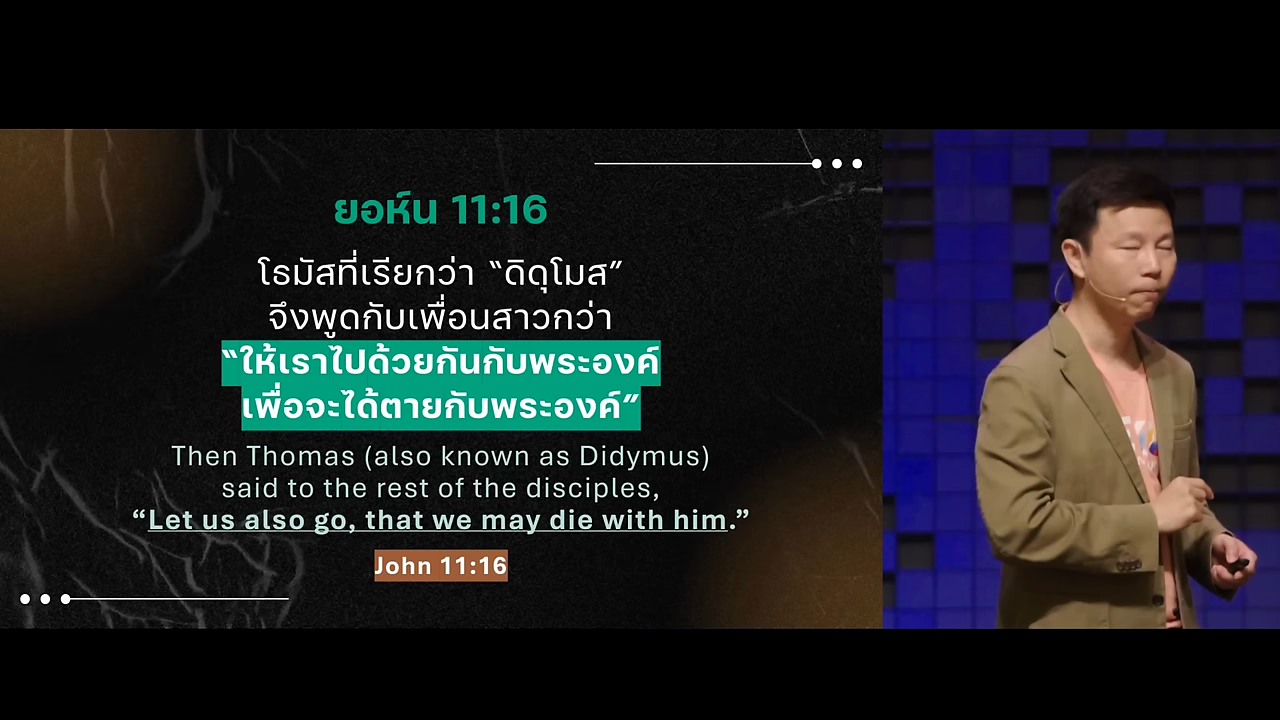 ยอห์น 11:16
โธมัสที่เรียกว่า “ดิดุโมส”
จึงพูดกับเพื่อนสาวกว่า
“ให้เราไปด้วยกันกับพระองค์
เพื่อจะได้ตายกับพระองค์”
Then Thomas (also known as Didymus)
said to the rest of the disciples,
“Let us also go, that we may die with him.”
John 11:16